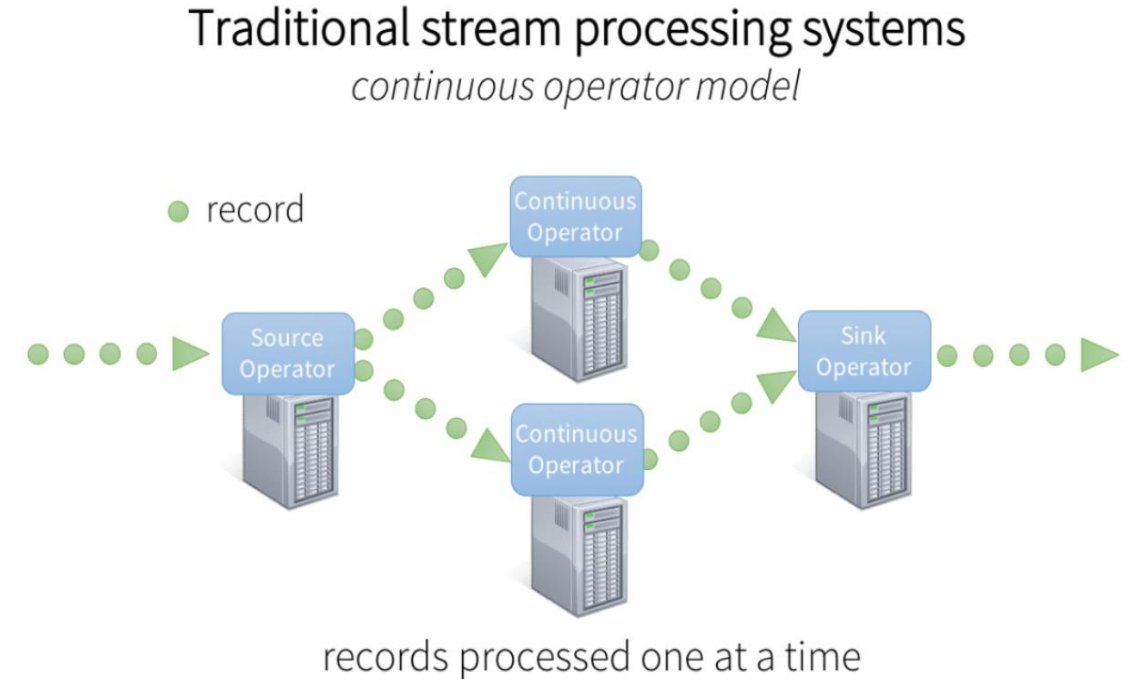 Traditional stream processing systems
continuous operator model
record
Continuous
Operator
Source
Operator
Sink
Operator
Continuous
Operator
records processed one at a time